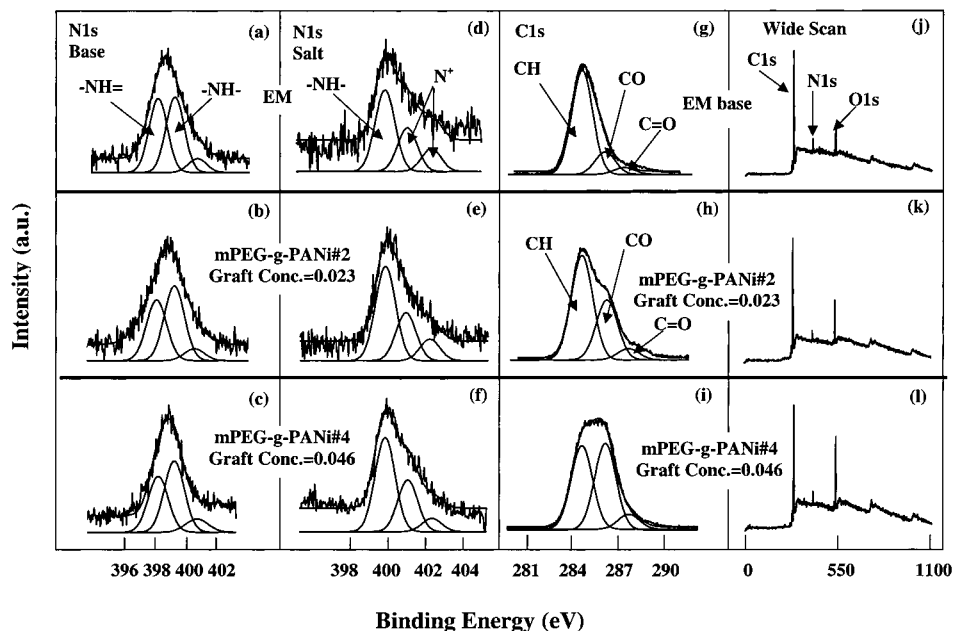 N1s
Base
(a)
-NH=
-NH-
EM
N1s
Salt
(d)
-NH-
N+
C1s
(g)
CH
CO
EM base
C=O
Wide Scan
(j)
C1s
N1s
O1s
(b)
mPEG-g-PANi#2
Graft Conc.=0.023
(e)
(h)
CH
CO
mPEG-g-PANi#2
Graft Conc.=0.023
C=O
(k)
(c)
mPEG-g-PANi#4
Graft Conc.=0.046
(f)
(i)
mPEG-g-PANi#4
Graft Conc.=0.046
(l)
Intensity (a.u.)
396 398 400 402
398 400 402 404
281 284 287 290
0 550 1100
Binding Energy (eV)